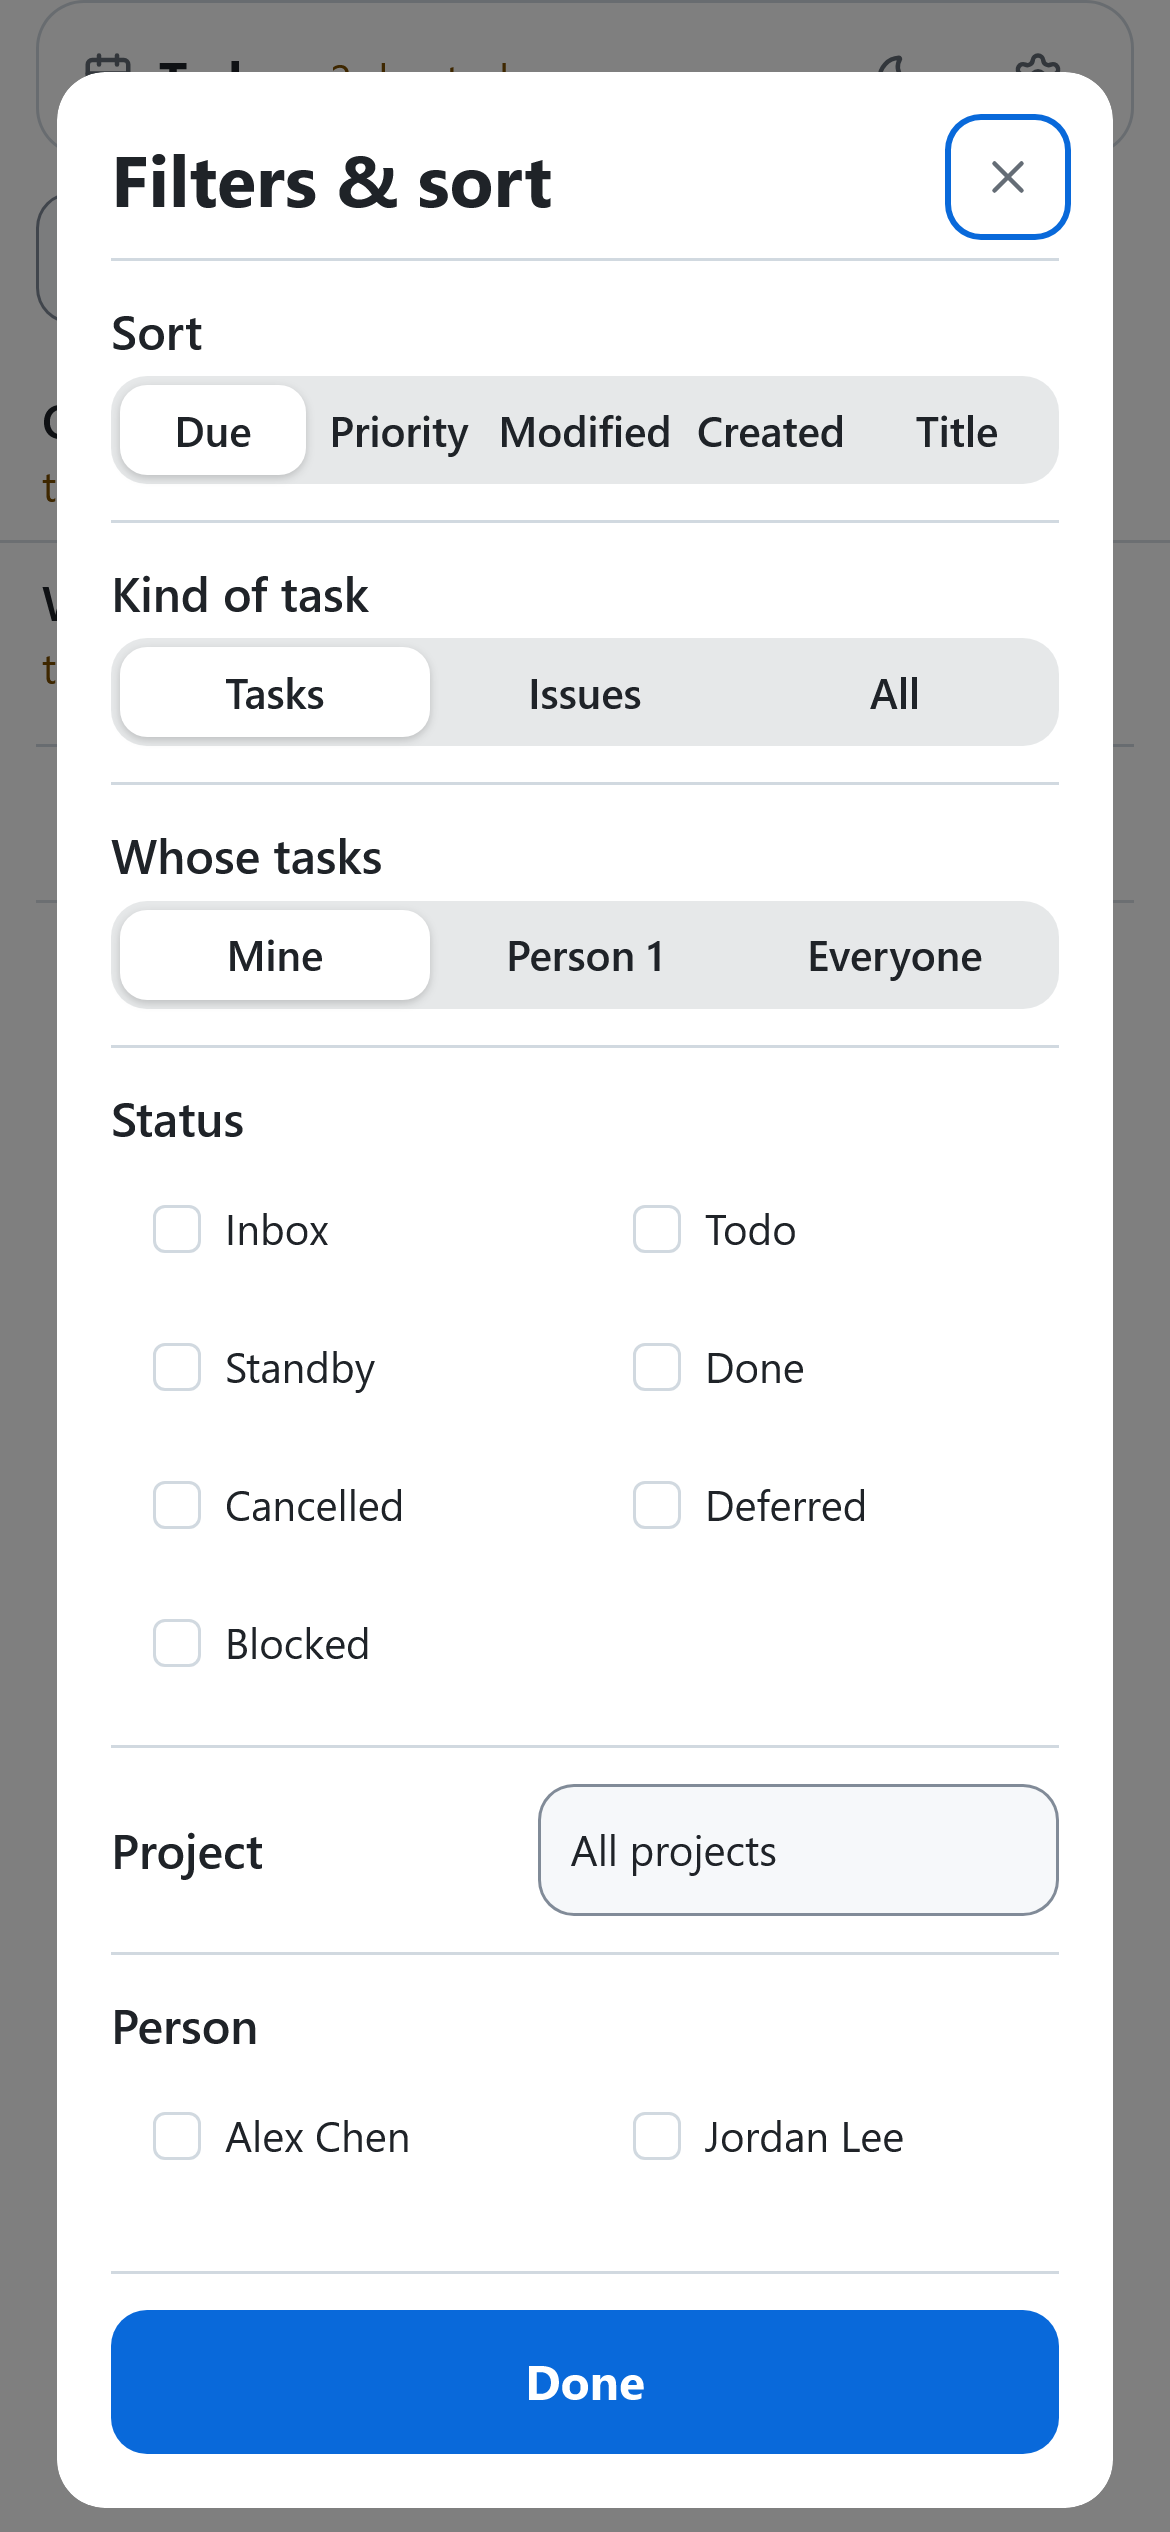 Filters & sort
Sort
Due Priority Modified Created Title
Kind of task
Tasks Issues All
Whose tasks
Mine Person 1 Everyone
Status
Inbox Todo
Standby Done
Cancelled Deferred
Blocked
Project All projects
Person
Alex Chen Jordan Lee
Done